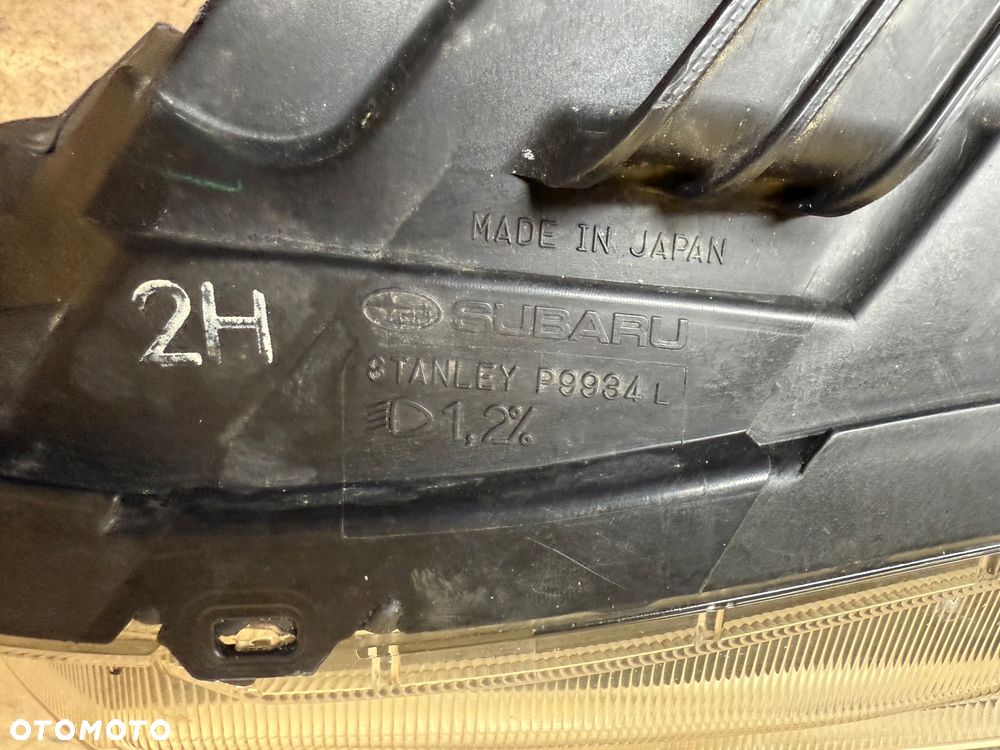 MADE IN JAPAN
2H
SUBARU
STANLEY P9934 L
1,2%
OTOMOTO